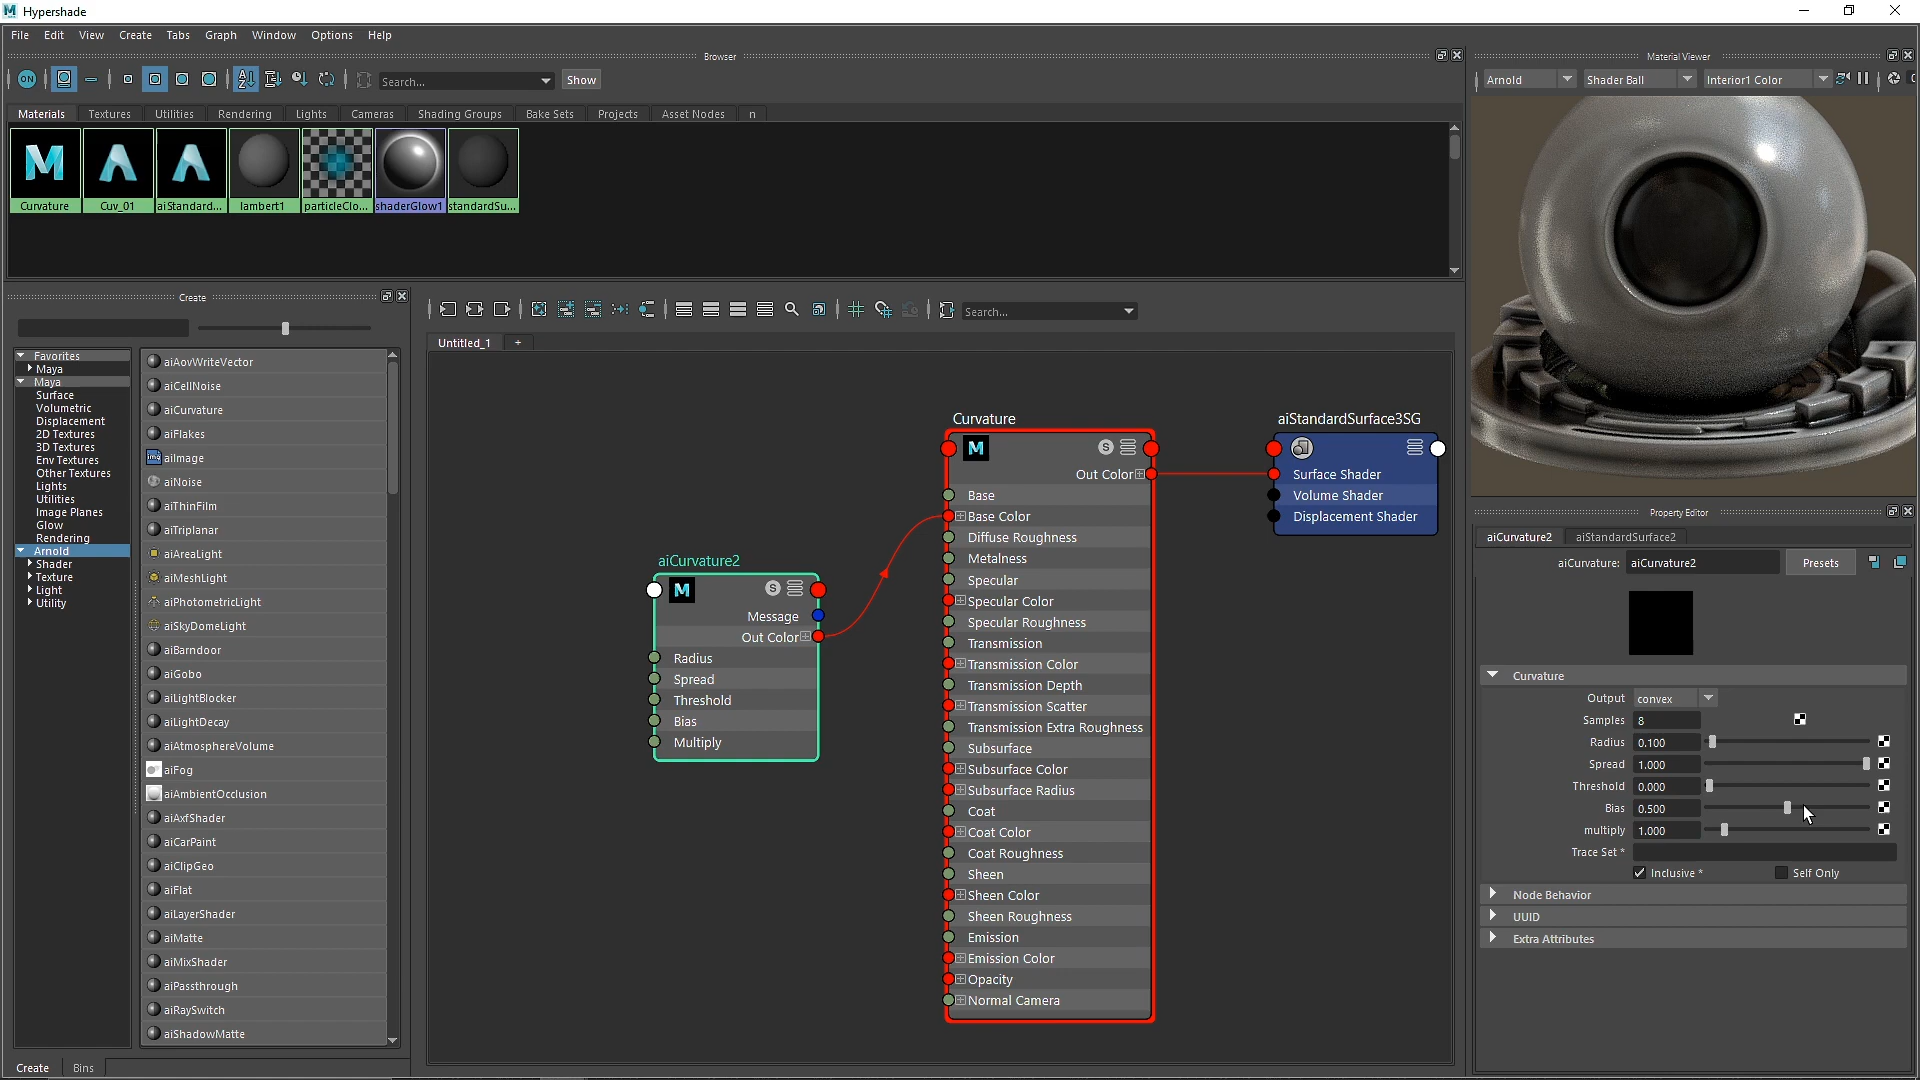 Hypershade
File Edit View Create Tabs Graph Window Options Help
Browser
ON
Search...
Show
Materials Textures Utilities Rendering Lights Cameras Shading Groups Bake Sets Projects Asset Nodes n
Curvature Cuv_01 aiStandard... lambert1 particleClo... shaderGlow1 standardSu...
Create
Favorites
Maya
Maya
Surface
Volumetric
Displacement
2D Textures
3D Textures
Env Textures
Other Textures
Lights
Utilities
Image Planes
Glow
Rendering
Arnold
Shader
Texture
Light
Utility
aiAovWriteVector
aiCellNoise
aiCurvature
aiFlakes
aiImage
aiNoise
aiThinFilm
aiTriplanar
aiAreaLight
aiMeshLight
aiPhotometricLight
aiSkyDomeLight
aiBarndoor
aiGobo
aiLightBlocker
aiLightDecay
aiAtmosphereVolume
aiFog
aiAmbientOcclusion
aiAxfShader
aiCarPaint
aiClipGeo
aiFlat
aiLayerShader
aiMatte
aiMixShader
aiPassthrough
aiRaySwitch
aiShadowMatte
Create Bins
Search...
Untitled_1 +
aiCurvature2
M S
Message
Out Color
Radius
Spread
Threshold
Bias
Multiply
Curvature
M S
Out Color
Base
Base Color
Diffuse Roughness
Metalness
Specular
Specular Color
Specular Roughness
Transmission
Transmission Color
Transmission Depth
Transmission Scatter
Transmission Extra Roughness
Subsurface
Subsurface Color
Subsurface Radius
Coat
Coat Color
Coat Roughness
Sheen
Sheen Color
Sheen Roughness
Emission
Emission Color
Opacity
Normal Camera
aiStandardSurface3SG
Surface Shader
Volume Shader
Displacement Shader
Material Viewer
Arnold Shader Ball Interior1 Color
Property Editor
aiCurvature2 aiStandardSurface2
aiCurvature: aiCurvature2 Presets
Curvature
Output convex
Samples 8
Radius 0.100
Spread 1.000
Threshold 0.000
Bias 0.500
multiply 1.000
Trace Set *
Inclusive * Self Only
Node Behavior
UUID
Extra Attributes